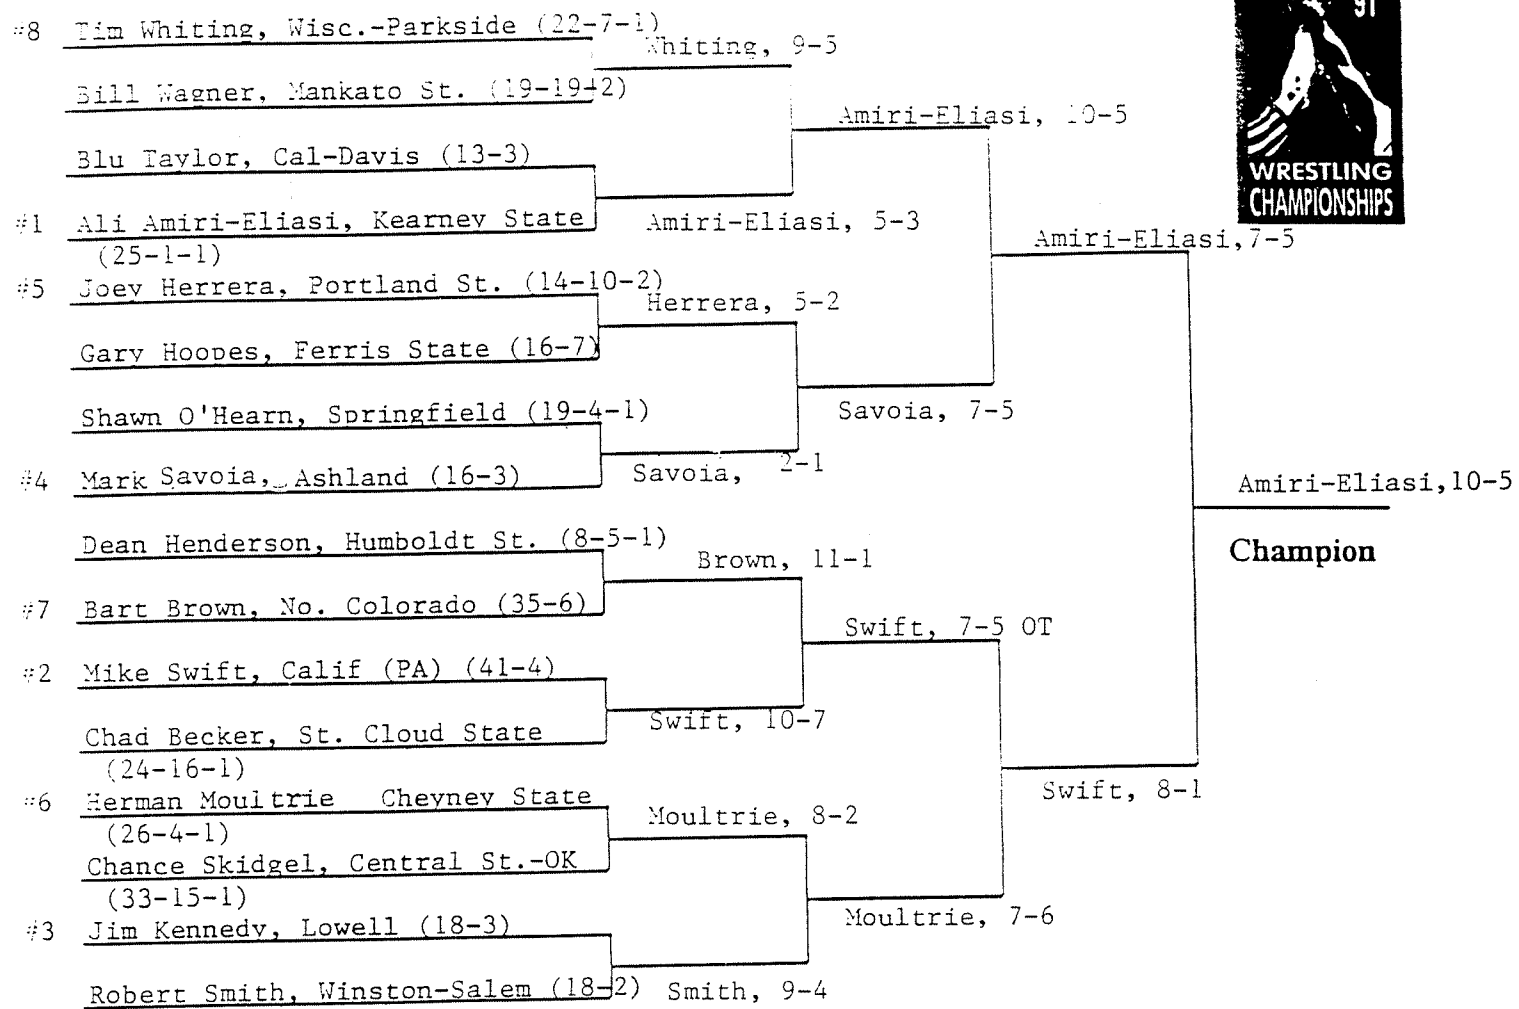 #8 Tim Whiting, Wisc.-Parkside (22-7-1)
Whiting, 9-5
Bill Wagner, Mankato St. (19-19-2)
Amiri-Eliasi, 10-5
Blu Taylor, Cal-Davis (13-3)
#1 Ali Amiri-Eliasi, Kearney State
(25-1-1)
Amiri-Eliasi, 5-3
Amiri-Eliasi, 7-5
#5 Joey Herrera, Portland St. (14-10-2)
Herrera, 5-2
Gary Hoopes, Ferris State (16-7)
Savoia, 7-5
Shawn O'Hearn, Springfield (19-4-1)
#4 Mark Savoia, Ashland (16-3)
Savoia, 2-1
Amiri-Eliasi, 10-5
Champion
Dean Henderson, Humboldt St. (8-5-1)
Brown, 11-1
#7 Bart Brown, No. Colorado (35-6)
Swift, 7-5 OT
#2 Mike Swift, Calif (PA) (41-4)
Swift, 10-7
Chad Becker, St. Cloud State
(24-16-1)
Swift, 8-1
#6 Herman Moultrie Cheyney State
(26-4-1)
Moultrie, 8-2
Chance Skidgel, Central St.-OK
(33-15-1)
Moultrie, 7-6
#3 Jim Kennedy, Lowell (18-3)
Robert Smith, Winston-Salem (18-2)
Smith, 9-4
91
WRESTLING
CHAMPIONSHIPS